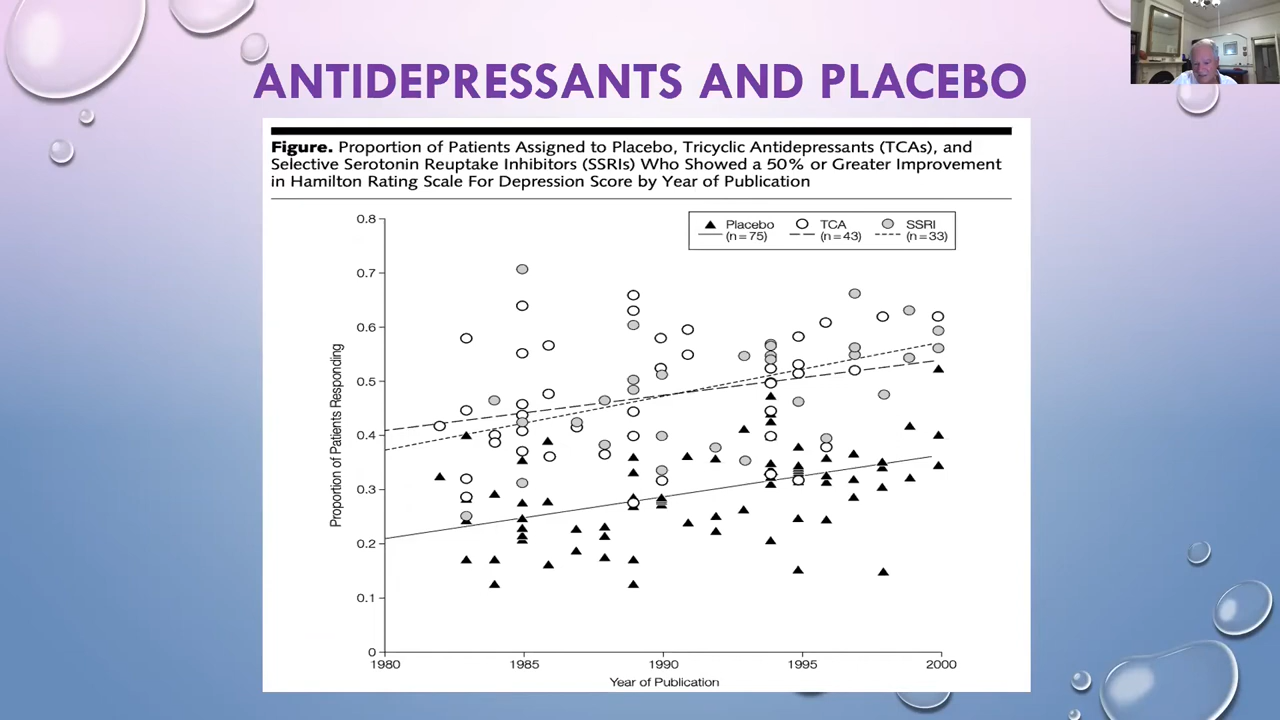 ANTIDEPRESSANTS AND PLACEBO
Figure. Proportion of Patients Assigned to Placebo, Tricyclic Antidepressants (TCAs), and
Selective Serotonin Reuptake Inhibitors (SSRIs) Who Showed a 50% or Greater Improvement
in Hamilton Rating Scale For Depression Score by Year of Publication
Placebo TCA SSRI
(n=75) (n=43) (n=33)
0.8
0.7
0.6
0.5
0.4
0.3
0.2
0.1
0
Proportion of Patients Responding
1980 1985 1990 1995 2000
Year of Publication